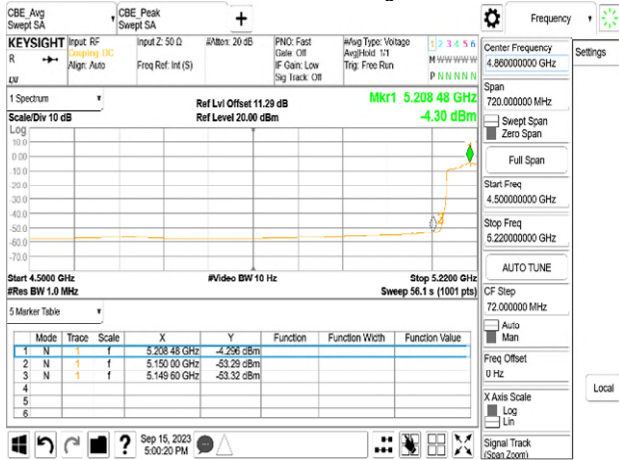 CBE_Avg
Swept SA
CBE_Peak
Swept SA
+
Frequency
KEYSIGHT
R
LXI
Input: RF
Coupling: DC
Align: Auto
Input Z: 50 Ω
Freq Ref: Int (S)
#Atten: 20 dB
PNO: Fast
Gate: Off
IF Gain: Low
Sig Track: Off
#Avg Type: Voltage
Avg|Hold: 1/1
Trig: Free Run
1 2 3 4 5 6
M W W W W W
P N N N N N
1 Spectrum
Scale/Div 10 dB
Ref Lvl Offset 11.29 dB
Ref Level 20.00 dBm
Mkr1 5.208 48 GHz
-4.30 dBm
Log
10.0
0.00
-10.0
-20.0
-30.0
-40.0
-50.0
-60.0
-70.0
Start 4.5000 GHz
#Res BW 1.0 MHz
#Video BW 10 Hz
Stop 5.2200 GHz
Sweep 56.1 s (1001 pts)
5 Marker Table
Mode Trace Scale X Y Function Function Width Function Value
1 N 1 f 5.208 48 GHz -4.296 dBm
2 N 1 f 5.150 00 GHz -53.29 dBm
3 N 1 f 5.149 60 GHz -53.32 dBm
4
5
6
Sep 15, 2023
5:00:20 PM
Center Frequency
4.860000000 GHz
Span
720.000000 MHz
Swept Span
Zero Span
Full Span
Start Freq
4.500000000 GHz
Stop Freq
5.220000000 GHz
AUTO TUNE
CF Step
72.000000 MHz
Auto
Man
Freq Offset
0 Hz
X Axis Scale
Log
Lin
Signal Track
(Span Zoom)
Settings
Local